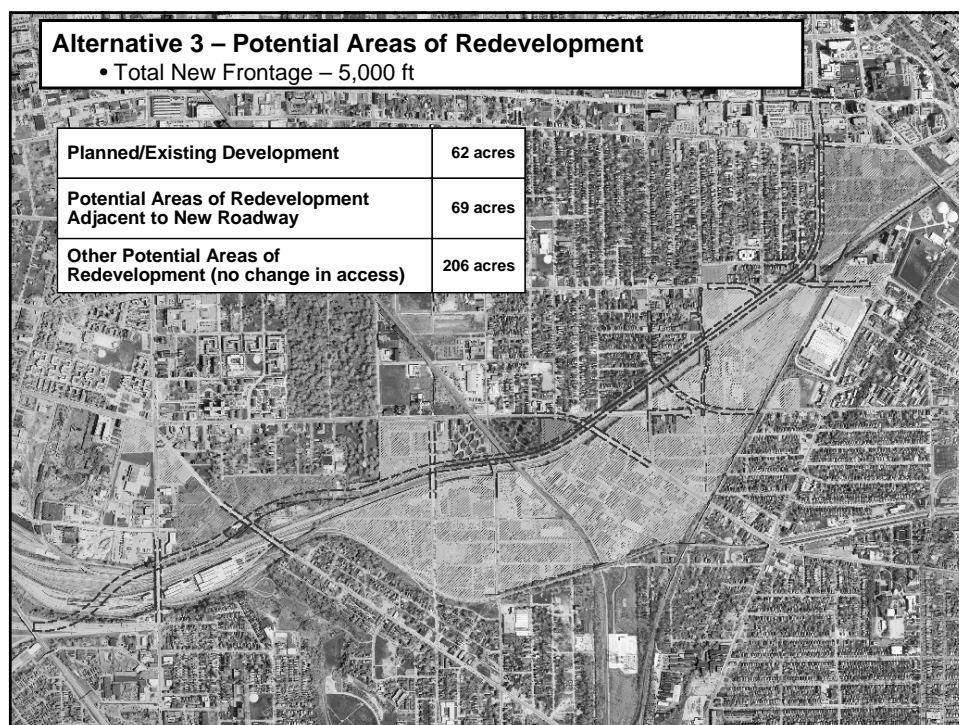 Alternative 3 – Potential Areas of Redevelopment
• Total New Frontage – 5,000 ft
Planned/Existing Development 62 acres
Potential Areas of Redevelopment
Adjacent to New Roadway 69 acres
Other Potential Areas of
Redevelopment (no change in access) 206 acres